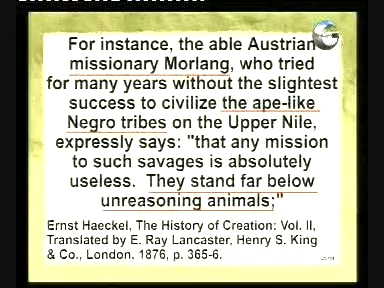 For instance, the able Austrian
missionary Morlang, who tried
for many years without the slightest
success to civilize the ape-like
Negro tribes on the Upper Nile,
expressly says: "that any mission
to such savages is absolutely
useless. They stand far below
unreasoning animals;"
Ernst Haeckel, The History of Creation: Vol. II,
Translated by E. Ray Lancaster, Henry S. King
& Co., London. 1876, p. 365-6.